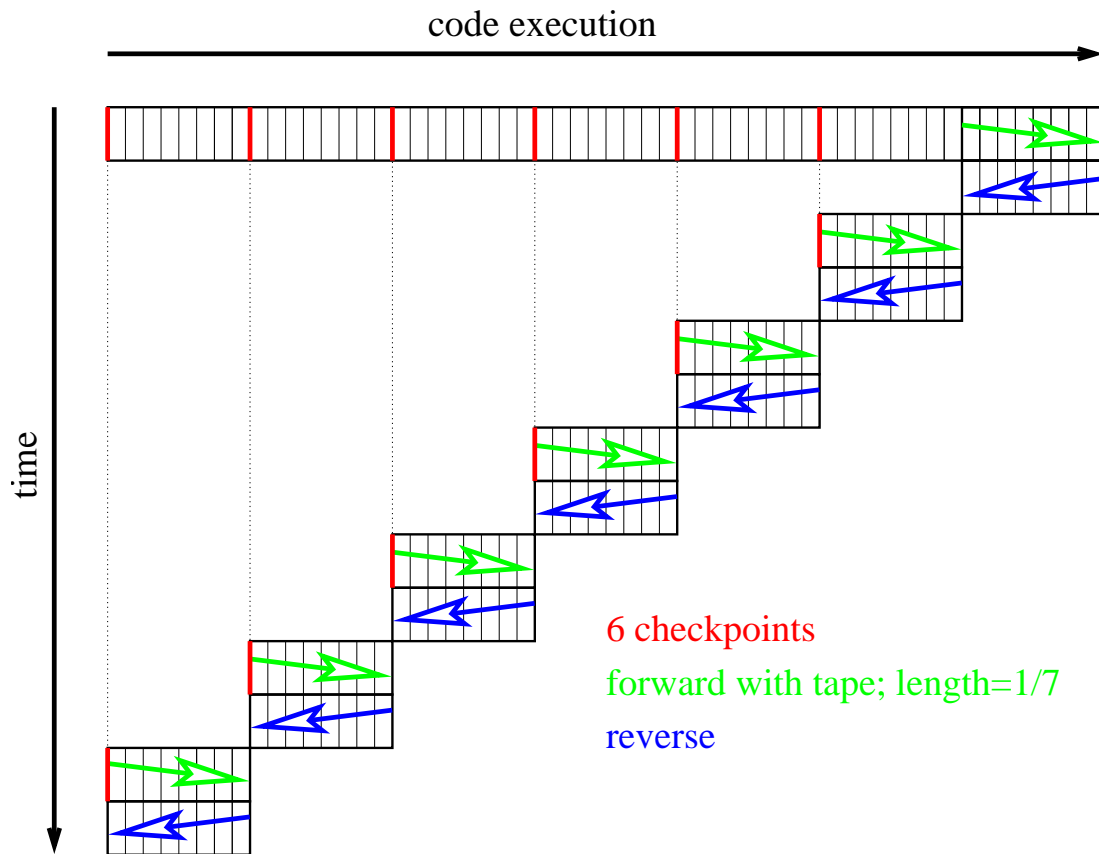 code execution
time
6 checkpoints
forward with tape; length=1/7
reverse